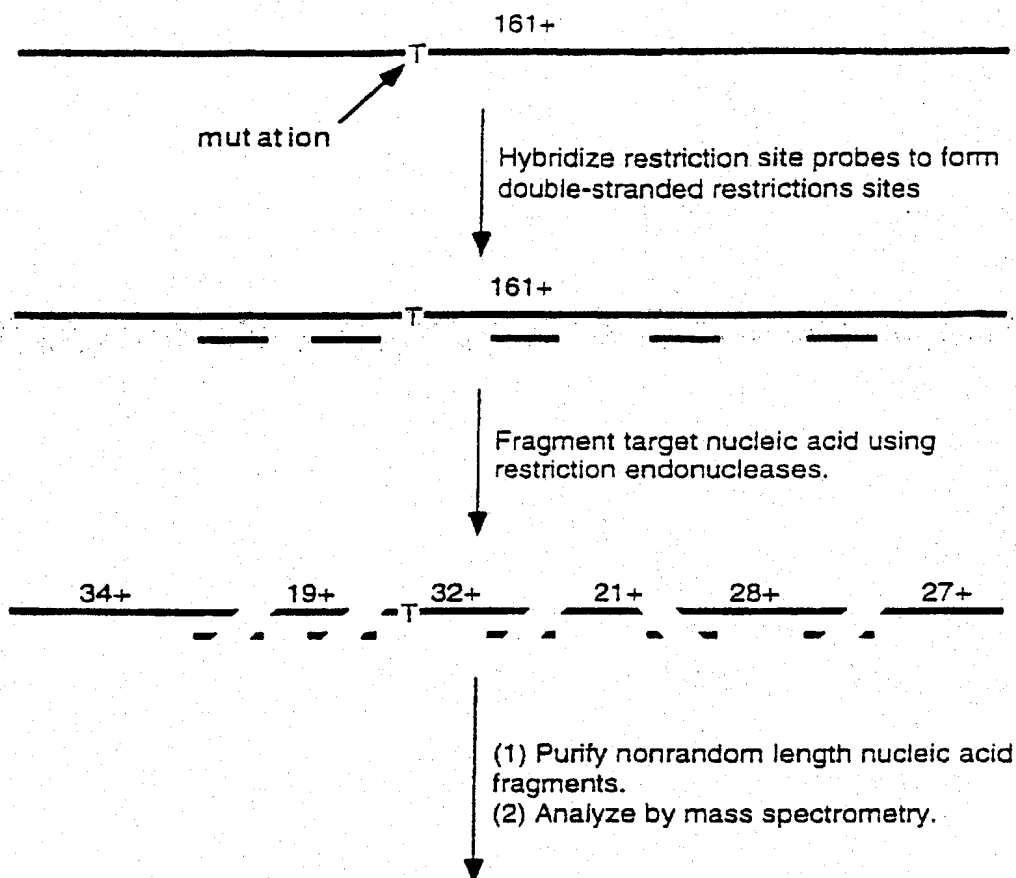 161+
T
mutation
Hybridize restriction site probes to form
double-stranded restrictions sites
161+
T
Fragment target nucleic acid using
restriction endonucleases.
34+ 19+ 32+ 21+ 28+ 27+
T
(1) Purify nonrandom length nucleic acid
fragments.
(2) Analyze by mass spectrometry.